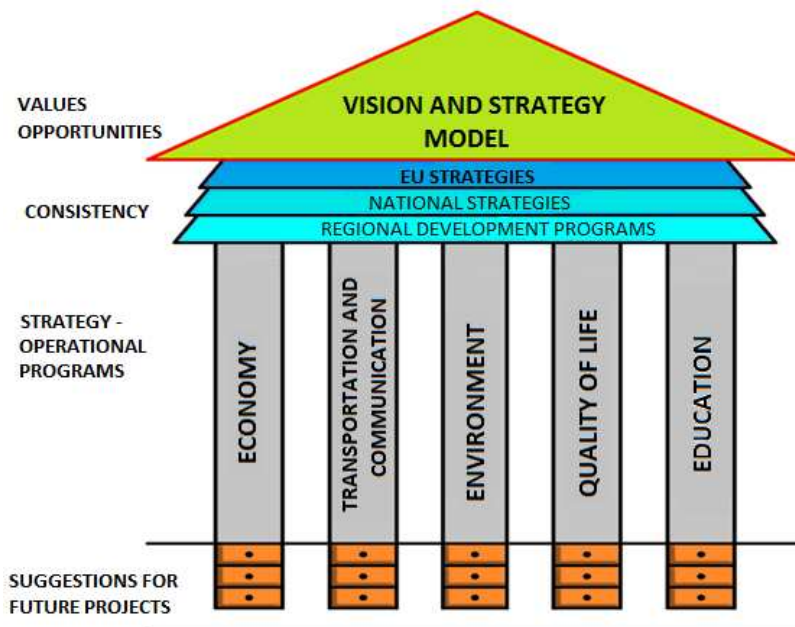 VALUES
OPPORTUNITIES
VISION AND STRATEGY
MODEL
EU STRATEGIES
CONSISTENCY
NATIONAL STRATEGIES
REGIONAL DEVELOPMENT PROGRAMS
STRATEGY -
OPERATIONAL
PROGRAMS
ECONOMY
TRANSPORTATION AND
COMMUNICATION
ENVIRONMENT
QUALITY OF LIFE
EDUCATION
SUGGESTIONS FOR
FUTURE PROJECTS